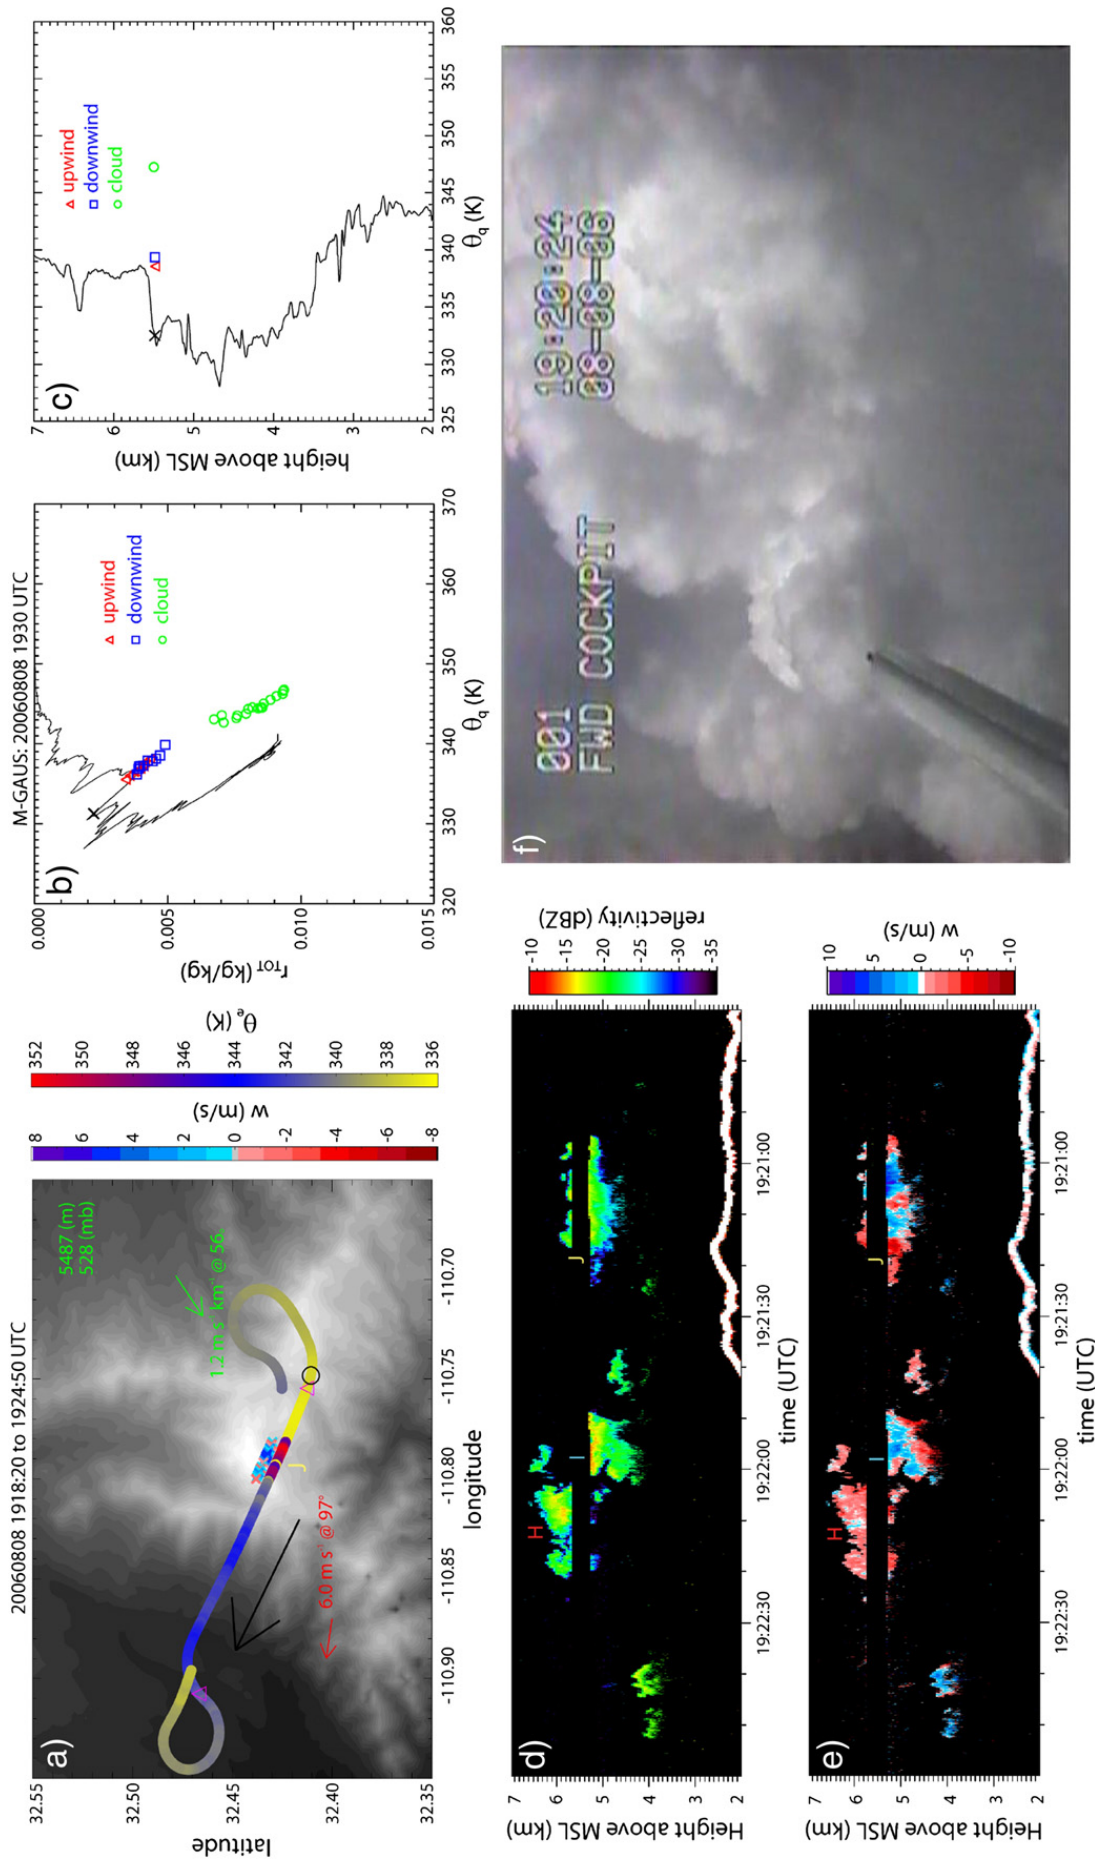 20060808 1918:20 to 1924:50 UTC
a)
5487 (m)
528 (mb)
1.2 m s⁻¹ km⁻¹ @ 56.
6.0 m s⁻¹ @ 97°
J
32.55
32.50
32.45
32.40
32.35
latitude
-110.90
-110.85
-110.80
-110.75
-110.70
longitude
8
6
4
2
0
-2
-4
-6
-8
w (m/s)
352
350
348
346
344
342
340
338
336
θe (K)
M-GAUS: 20060808 1930 UTC
b)
upwind
downwind
cloud
0.000
0.005
0.010
0.015
rTOT (kg/kg)
320
330
340
350
360
370
θq (K)
c)
upwind
downwind
cloud
7
6
5
4
3
2
height above MSL (km)
325
330
335
340
345
350
355
360
θq (K)
d)
H
I
J
7
6
5
4
3
2
Height above MSL (km)
19:22:30
19:22:00
19:21:30
19:21:00
time (UTC)
-10
-15
-20
-25
-30
-35
reflectivity (dBZ)
e)
H
I
J
7
6
5
4
3
2
Height above MSL (km)
19:22:30
19:22:00
19:21:30
19:21:00
time (UTC)
10
5
0
-5
-10
w (m/s)
f)
001 19:20:24
FWD COCKPIT 08-08-06